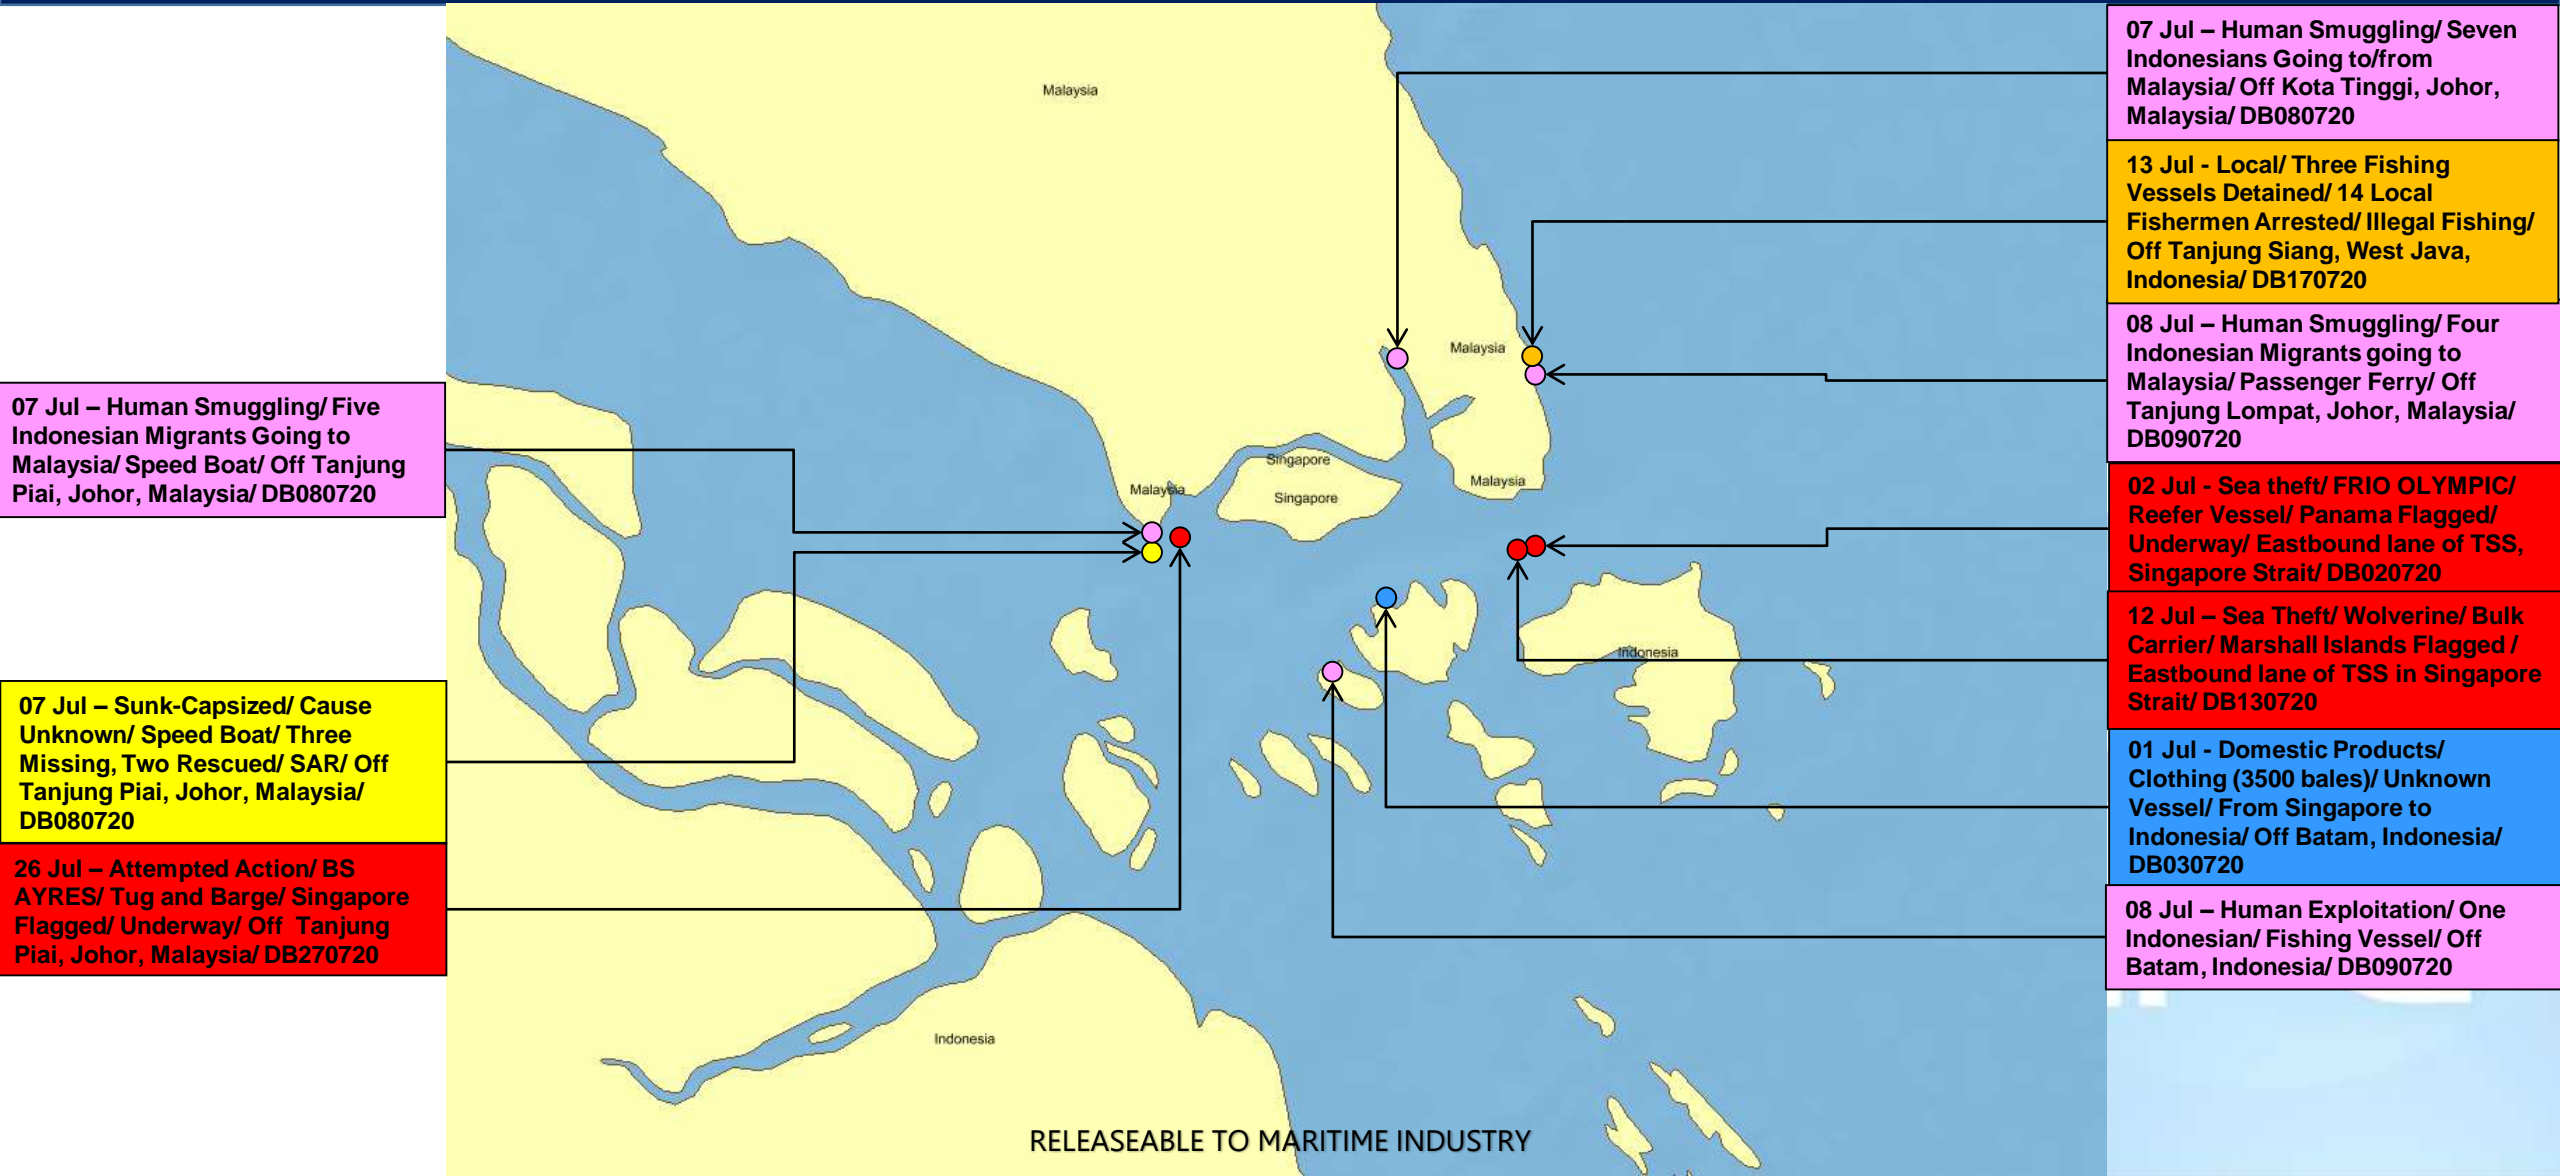 07 Jul – Human Smuggling/ Five
Indonesian Migrants Going to
Malaysia/ Speed Boat/ Off Tanjung
Piai, Johor, Malaysia/ DB080720
07 Jul – Sunk-Capsized/ Cause
Unknown/ Speed Boat/ Three
Missing, Two Rescued/ SAR/ Off
Tanjung Piai, Johor, Malaysia/
DB080720
26 Jul – Attempted Action/ BS
AYRES/ Tug and Barge/ Singapore
Flagged/ Underway/ Off Tanjung
Piai, Johor, Malaysia/ DB270720
Malaysia
Malaysia
Singapore
Malaysia
Malaysia
Singapore
Indonesia
Indonesia
RELEASEABLE TO MARITIME INDUSTRY
07 Jul – Human Smuggling/ Seven
Indonesians Going to/from
Malaysia/ Off Kota Tinggi, Johor,
Malaysia/ DB080720
13 Jul - Local/ Three Fishing
Vessels Detained/ 14 Local
Fishermen Arrested/ Illegal Fishing/
Off Tanjung Siang, West Java,
Indonesia/ DB170720
08 Jul – Human Smuggling/ Four
Indonesian Migrants going to
Malaysia/ Passenger Ferry/ Off
Tanjung Lompat, Johor, Malaysia/
DB090720
02 Jul - Sea theft/ FRIO OLYMPIC/
Reefer Vessel/ Panama Flagged/
Underway/ Eastbound lane of TSS,
Singapore Strait/ DB020720
12 Jul – Sea Theft/ Wolverine/ Bulk
Carrier/ Marshall Islands Flagged /
Eastbound lane of TSS in Singapore
Strait/ DB130720
01 Jul - Domestic Products/
Clothing (3500 bales)/ Unknown
Vessel/ From Singapore to
Indonesia/ Off Batam, Indonesia/
DB030720
08 Jul – Human Exploitation/ One
Indonesian/ Fishing Vessel/ Off
Batam, Indonesia/ DB090720